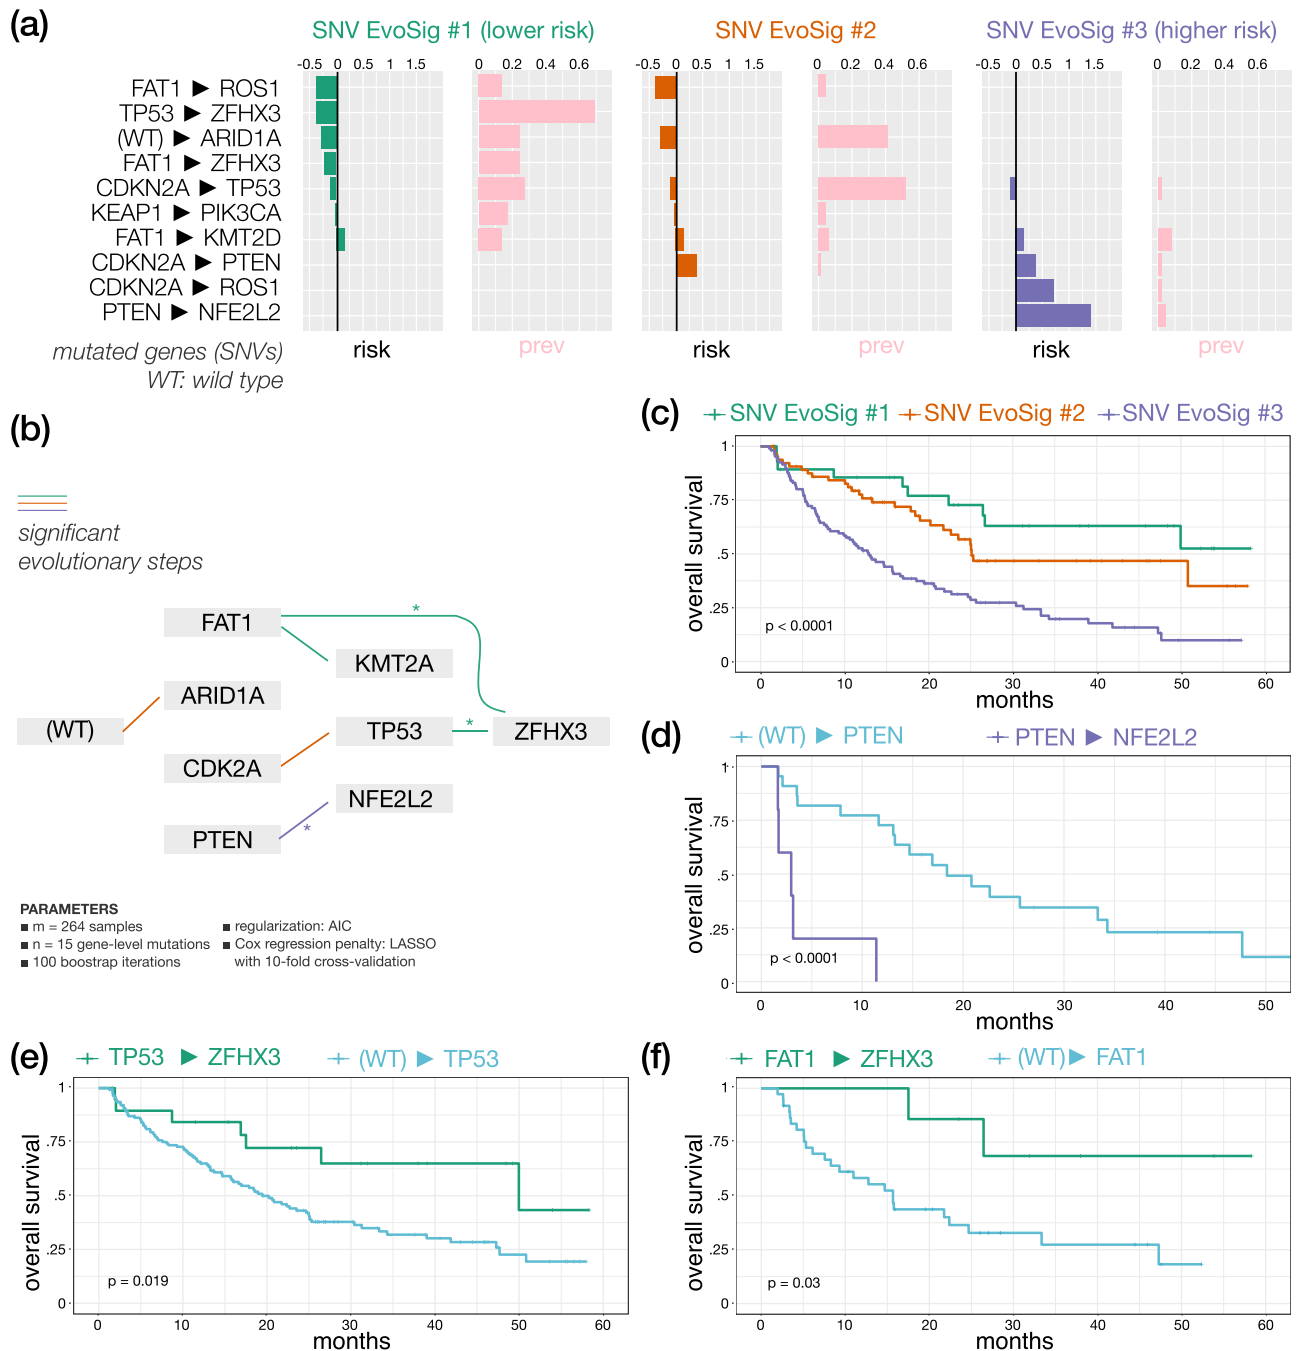 (a)
SNV EvoSig #1 (lower risk)
SNV EvoSig #2
SNV EvoSig #3 (higher risk)
-0.5 0 0.5 1 1.5
0 0.2 0.4 0.6
-0.5 0 0.5 1 1.5
0 0.2 0.4 0.6
-0.5 0 0.5 1 1.5
0 0.2 0.4 0.6
FAT1 ▶ ROS1
TP53 ▶ ZFHX3
(WT) ▶ ARID1A
FAT1 ▶ ZFHX3
CDKN2A ▶ TP53
KEAP1 ▶ PIK3CA
FAT1 ▶ KMT2D
CDKN2A ▶ PTEN
CDKN2A ▶ ROS1
PTEN ▶ NFE2L2
mutated genes (SNVs)
WT: wild type
risk
prev
risk
prev
risk
prev
(b)
significant
evolutionary steps
FAT1
*
KMT2A
ARID1A
(WT)
TP53
*
ZFHX3
CDK2A
NFE2L2
PTEN
*
PARAMETERS
■ m = 264 samples
■ n = 15 gene-level mutations
■ 100 boostrap iterations
■ regularization: AIC
■ Cox regression penalty: LASSO
with 10-fold cross-validation
(c)
SNV EvoSig #1 SNV EvoSig #2 SNV EvoSig #3
overall survival
1
.75
.5
.25
0
p < 0.0001
0 10 20 30 40 50 60
months
(d)
(WT) ▶ PTEN
PTEN ▶ NFE2L2
overall survival
1
.75
.5
.25
0
p < 0.0001
0 10 20 30 40 50
months
(e)
TP53 ▶ ZFHX3
(WT) ▶ TP53
overall survival
1
.75
.5
.25
0
p = 0.019
0 10 20 30 40 50 60
months
(f)
FAT1 ▶ ZFHX3
(WT) ▶ FAT1
overall survival
1
.75
.5
.25
0
p = 0.03
0 10 20 30 40 50 60
months